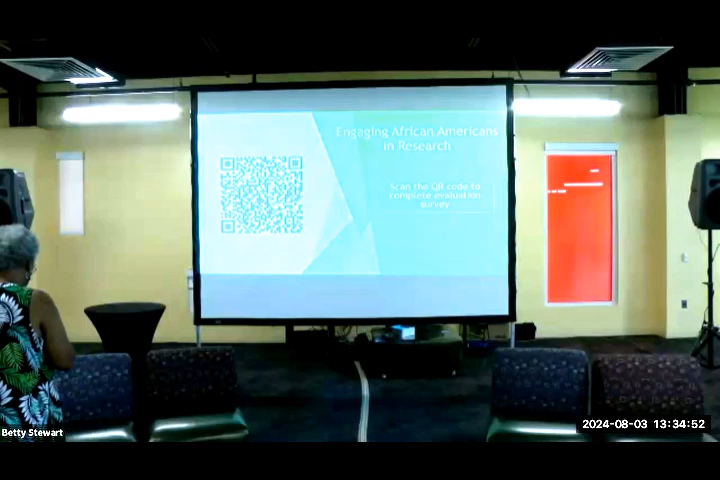 Engaging African Americans
in Research
Scan the QR code to
complete evaluation
survey
Betty Stewart
2024-08-03 13:34:52